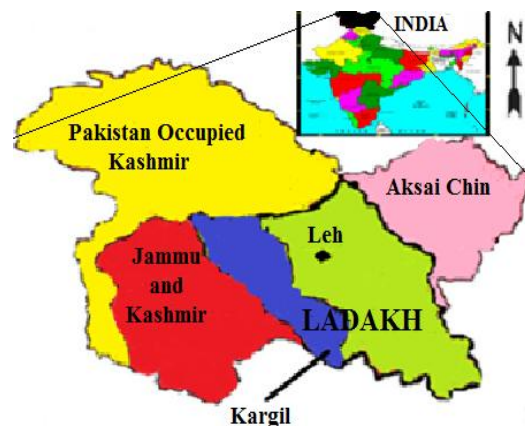 INDIA
N
Pakistan Occupied
Kashmir
Aksai Chin
Leh
Jammu
and
Kashmir
LADAKH
Kargil